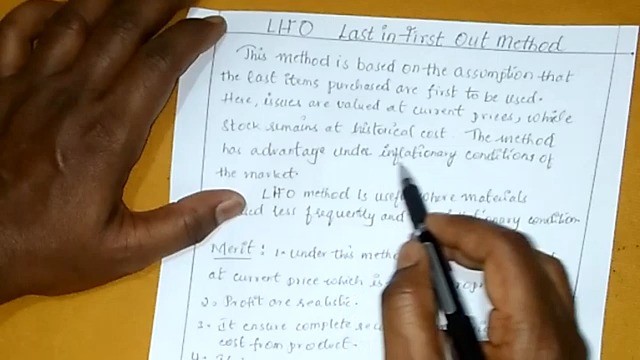 LIFO Last in First Out Method
This method is based on the assumption that
the last items purchased are first to be used.
Here, issues are valued at current prices, while
stock remains at historical cost. The method
has advantage under inflationary conditions of
the market.
LIFO method is where materials
less frequently and condition
Merit: 1- Under this
at current price which is
2- Profit are realistic.
3- It ensure complete
cost from product.
4-